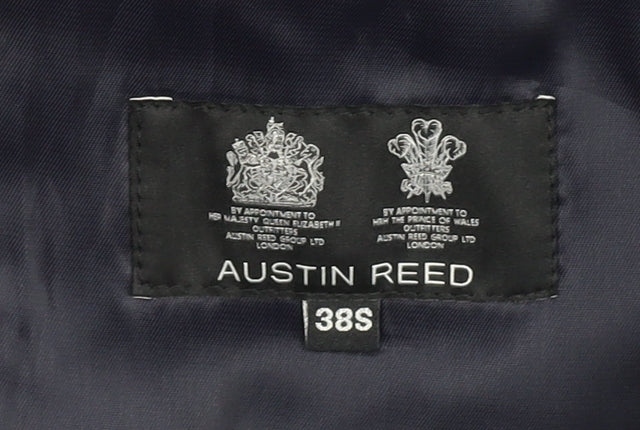 BY APPOINTMENT TO
HER MAJESTY QUEEN ELIZABETH II
OUTFITTERS
AUSTIN REED GROUP LTD
LONDON
BY APPOINTMENT TO
HRH THE PRINCE OF WALES
OUTFITTERS
AUSTIN REED GROUP LTD
LONDON
AUSTIN REED
38S